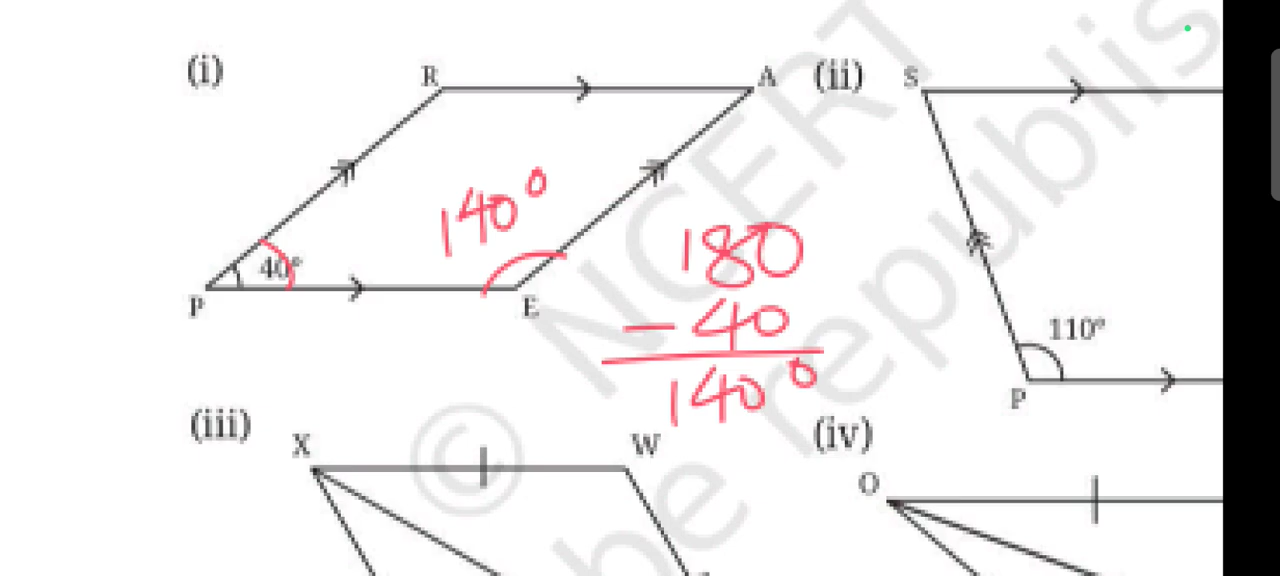 (i)
R
A
(ii)
S
140°
40°
P
E
180
- 40
140°
110°
P
(iii)
X
W
(iv)
O
© NCERT
be republis